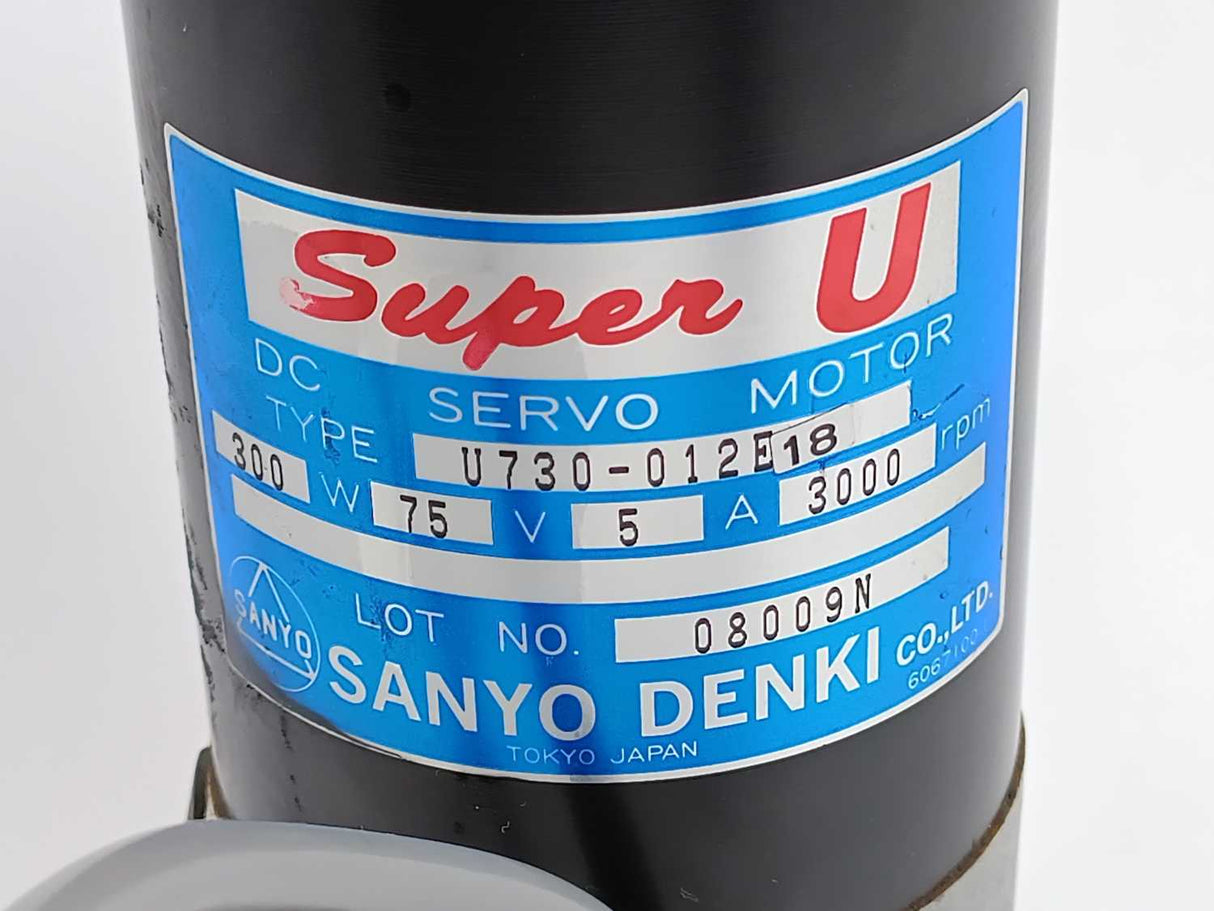 Super U
DC SERVO MOTOR
TYPE U730-012E18
300 W 75 V 5 A 3000 rpm
LOT NO. 08009N
SANYO
SANYO DENKI CO.,LTD.
TOKYO JAPAN